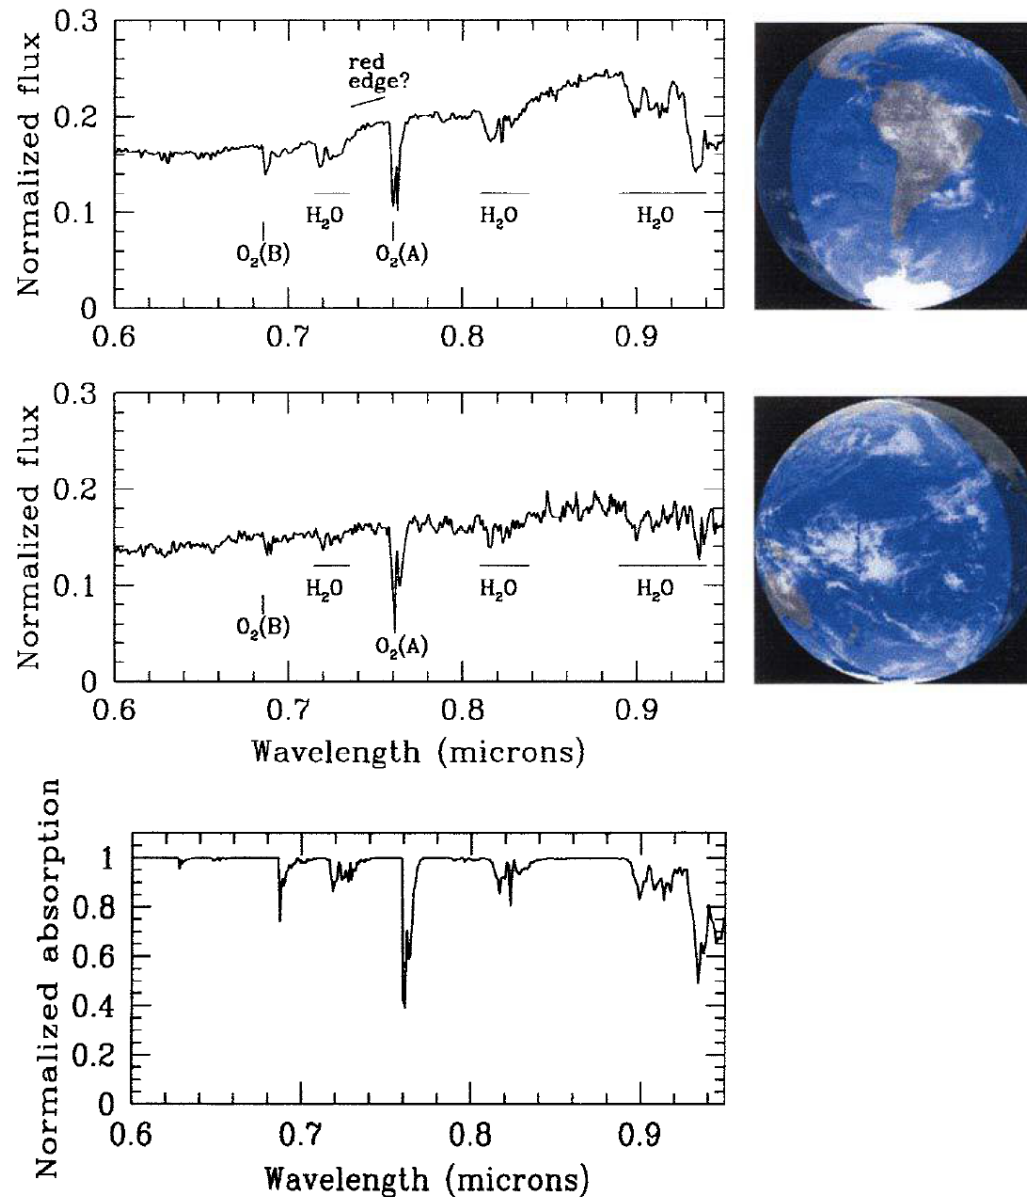 Normalized flux
0.3
0.2
0.1
0
red
edge?
H₂O
H₂O
H₂O
O₂(B)
O₂(A)
0.6
0.7
0.8
0.9
Normalized flux
0.3
0.2
0.1
0
H₂O
H₂O
H₂O
O₂(B)
O₂(A)
0.6
0.7
0.8
0.9
Wavelength (microns)
Normalized absorption
1
0.8
0.6
0.4
0.2
0
0.6
0.7
0.8
0.9
Wavelength (microns)